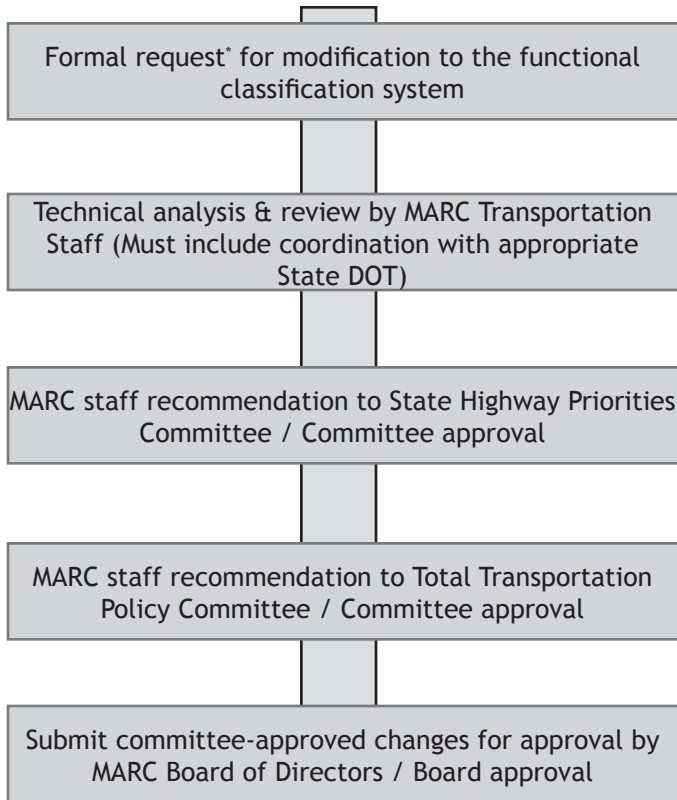 Formal request* for modification to the functional
classification system
Technical analysis & review by MARC Transportation
Staff (Must include coordination with appropriate
State DOT)
MARC staff recommendation to State Highway Priorities
Committee / Committee approval
MARC staff recommendation to Total Transportation
Policy Committee / Committee approval
Submit committee-approved changes for approval by
MARC Board of Directors / Board approval